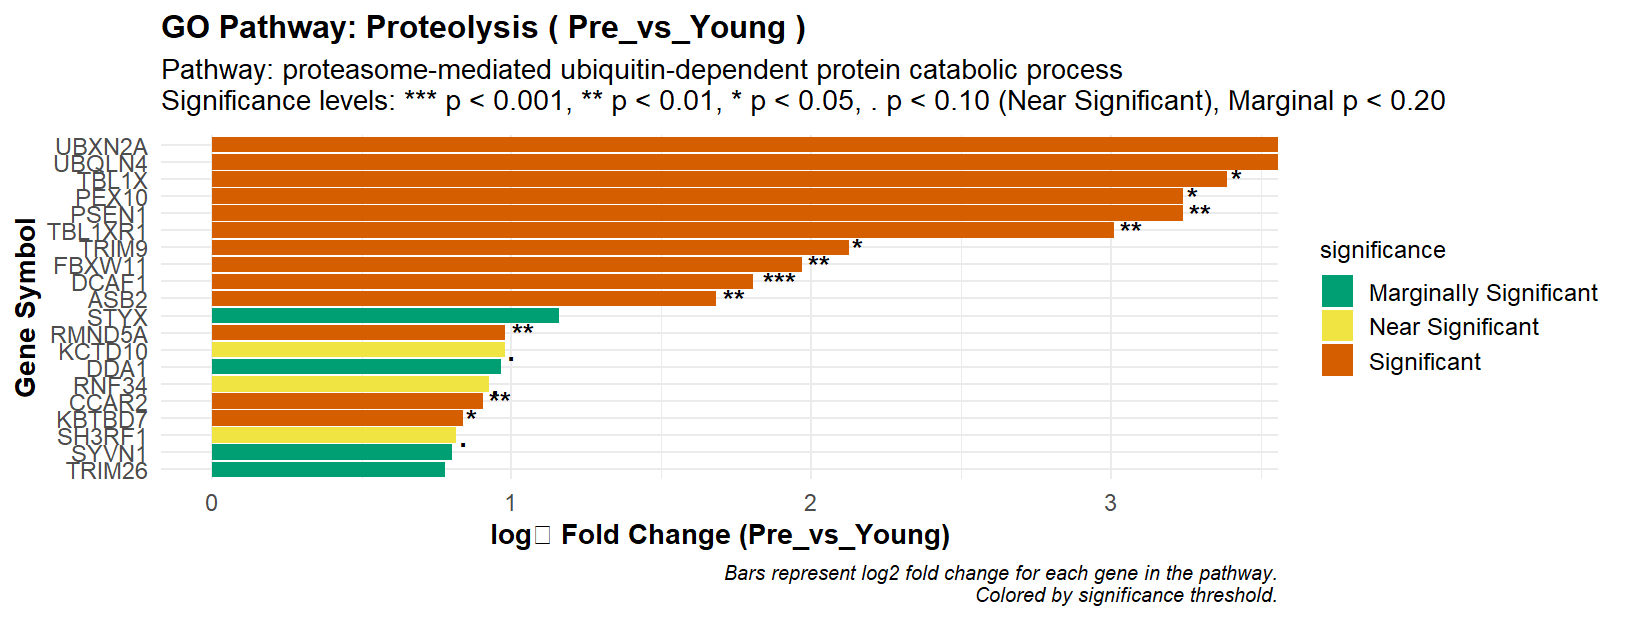 GO Pathway: Proteolysis ( Pre_vs_Young )
Pathway: proteasome-mediated ubiquitin-dependent protein catabolic process
Significance levels: *** p < 0.001, ** p < 0.01, * p < 0.05, . p < 0.10 (Near Significant), Marginal p < 0.20
Gene Symbol
UBXN2A
UBQLN4
TBL1X *
PEX10 *
PSEN1 **
TBL1XR1 **
TRIM9 *
FBXW11 **
DCAF1 ***
ASB2 **
STYX
RMND5A **
KCTD10 .
DDA1
RNF34 .
CCAR2 **
KBTBD7 *
SH3RF1 .
SYVN1
TRIM26
0 1 2 3
log□ Fold Change (Pre_vs_Young)
significance
Marginally Significant
Near Significant
Significant
Bars represent log2 fold change for each gene in the pathway.
Colored by significance threshold.